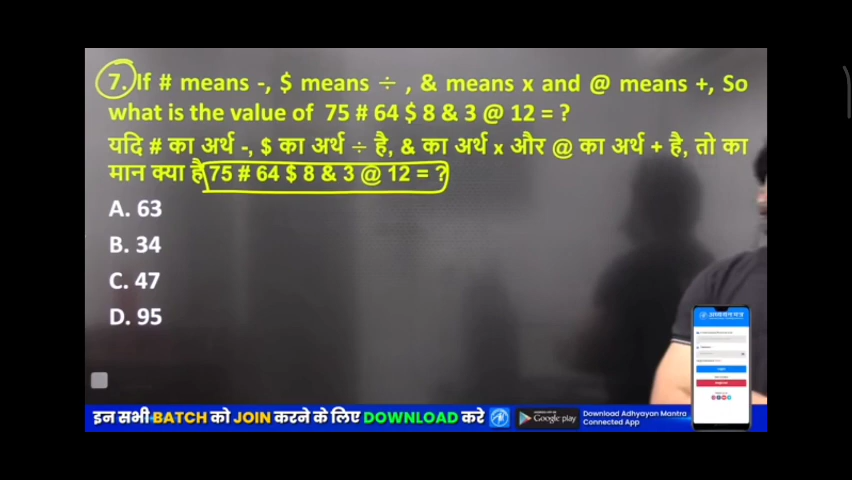 7. If # means -, $ means ÷ , & means x and @ means +, So
what is the value of 75 # 64 $ 8 & 3 @ 12 = ?
यदि # का अर्थ -, $ का अर्थ ÷ है, & का अर्थ x और @ का अर्थ + है, तो का
मान क्या है 75 # 64 $ 8 & 3 @ 12 = ?
A. 63
B. 34
C. 47
D. 95
इन सभी BATCH को JOIN करने के लिए DOWNLOAD करे
Google play
Download Adhyayan Mantra
Connected App